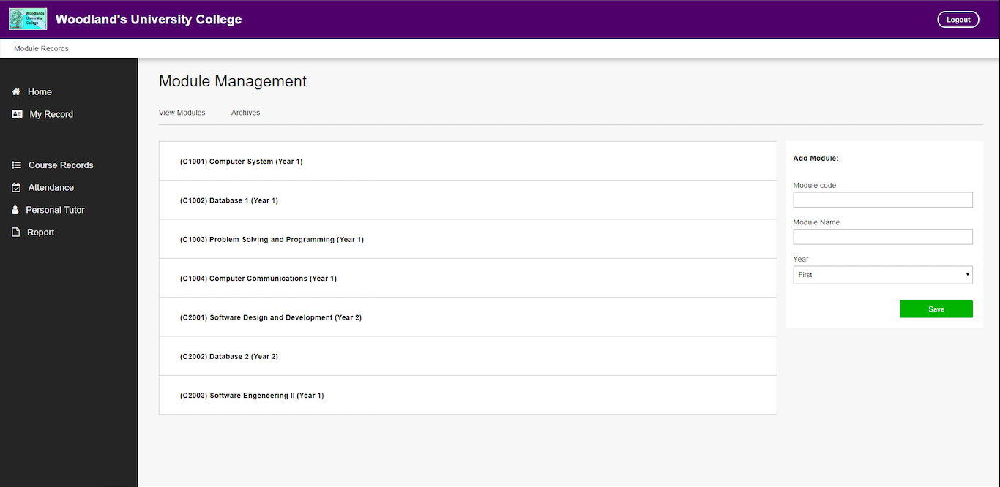 Woodlands
University
College
Woodland's University College
Logout
Module Records
Home
My Record
Course Records
Attendance
Personal Tutor
Report
Module Management
View Modules
Archives
(C1001) Computer System (Year 1)
(C1002) Database 1 (Year 1)
(C1003) Problem Solving and Programming (Year 1)
(C1004) Computer Communications (Year 1)
(C2001) Software Design and Development (Year 2)
(C2002) Database 2 (Year 2)
(C2003) Software Engeneering II (Year 1)
Add Module:
Module code
Module Name
Year
First
Save